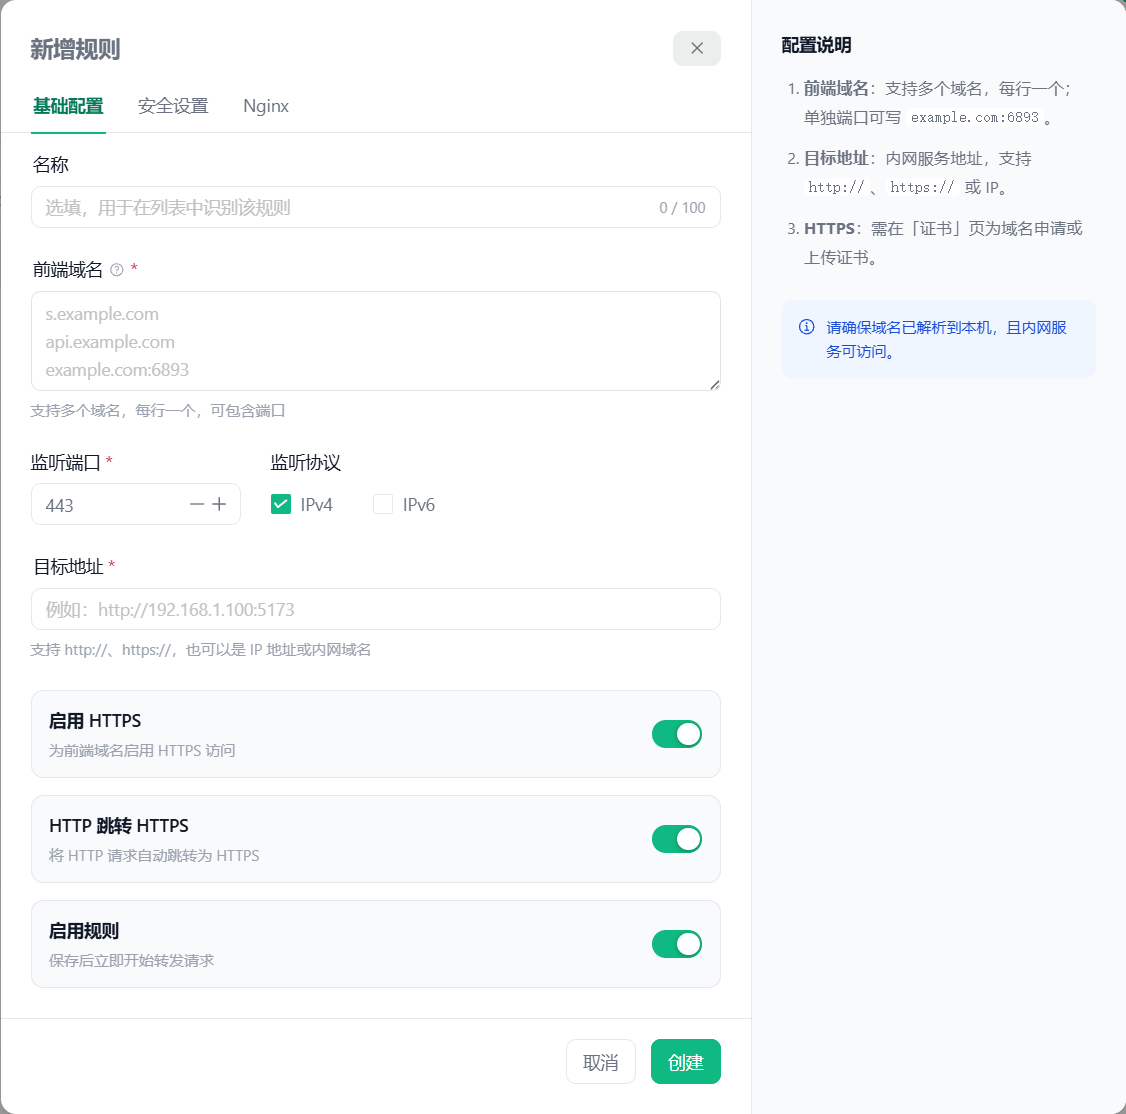 新增规则
基础配置 安全设置 Nginx
名称
选填，用于在列表中识别该规则 0 / 100
前端域名 *
s.example.com
api.example.com
example.com:6893
支持多个域名，每行一个，可包含端口
监听端口 * 监听协议
443 IPv4 IPv6
目标地址 *
例如：http://192.168.1.100:5173
支持 http://、https://，也可以是 IP 地址或内网域名
启用 HTTPS
为前端域名启用 HTTPS 访问
HTTP 跳转 HTTPS
将 HTTP 请求自动跳转为 HTTPS
启用规则
保存后立即开始转发请求
取消 创建
配置说明
1. 前端域名：支持多个域名，每行一个；
单独端口可写 example.com:6893 。
2. 目标地址：内网服务地址，支持
http:// 、 https:// 或 IP。
3. HTTPS：需在「证书」页为域名申请或
上传证书。
请确保域名已解析到本机，且内网服
务可访问。